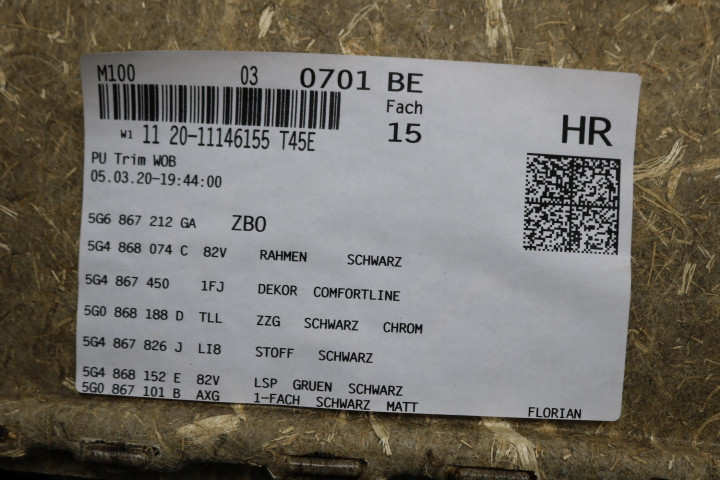 M100 03 0701 BE
Fach
W1 11 20-11146155 T45E 15 HR
PU Trim WOB
05.03.20-19:44:00
5G6 867 212 GA ZBO
5G4 868 074 C 82V RAHMEN SCHWARZ
5G4 867 450 1FJ DEKOR COMFORTLINE
5G0 868 188 D TLL ZZG SCHWARZ CHROM
5G4 867 826 J LI8 STOFF SCHWARZ
5G4 868 152 E 82V LSP GRUEN SCHWARZ
5G0 867 101 B AXG 1-FACH SCHWARZ MATT
FLORIAN